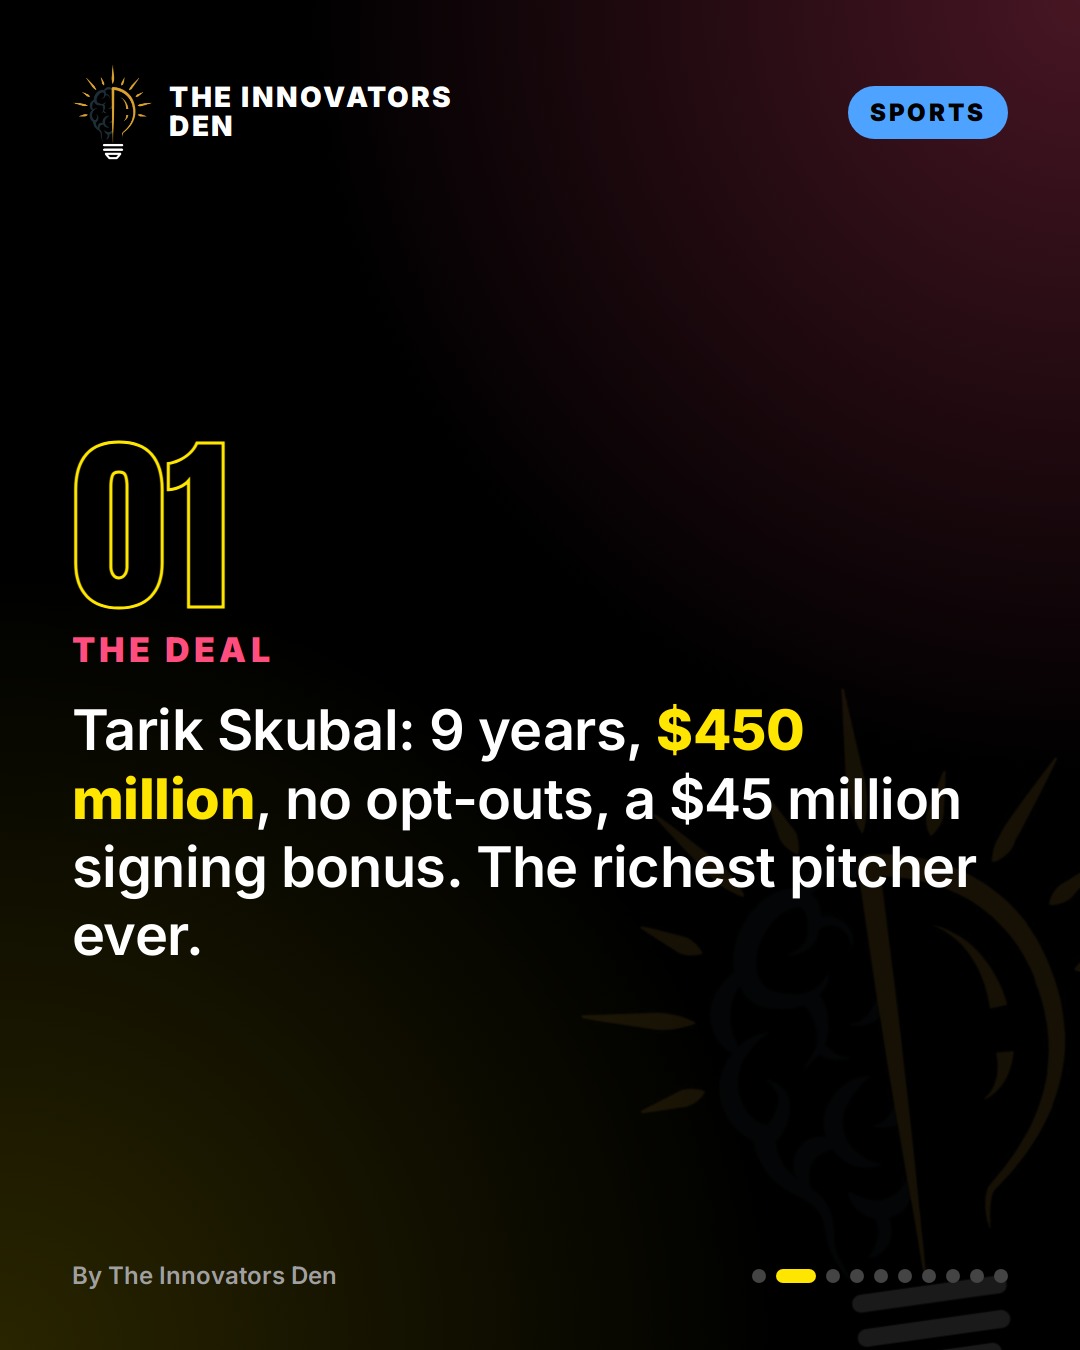 THE INNOVATORS
DEN
SPORTS
01
THE DEAL
Tarik Skubal: 9 years, $450
million, no opt-outs, a $45 million
signing bonus. The richest pitcher
ever.
By The Innovators Den